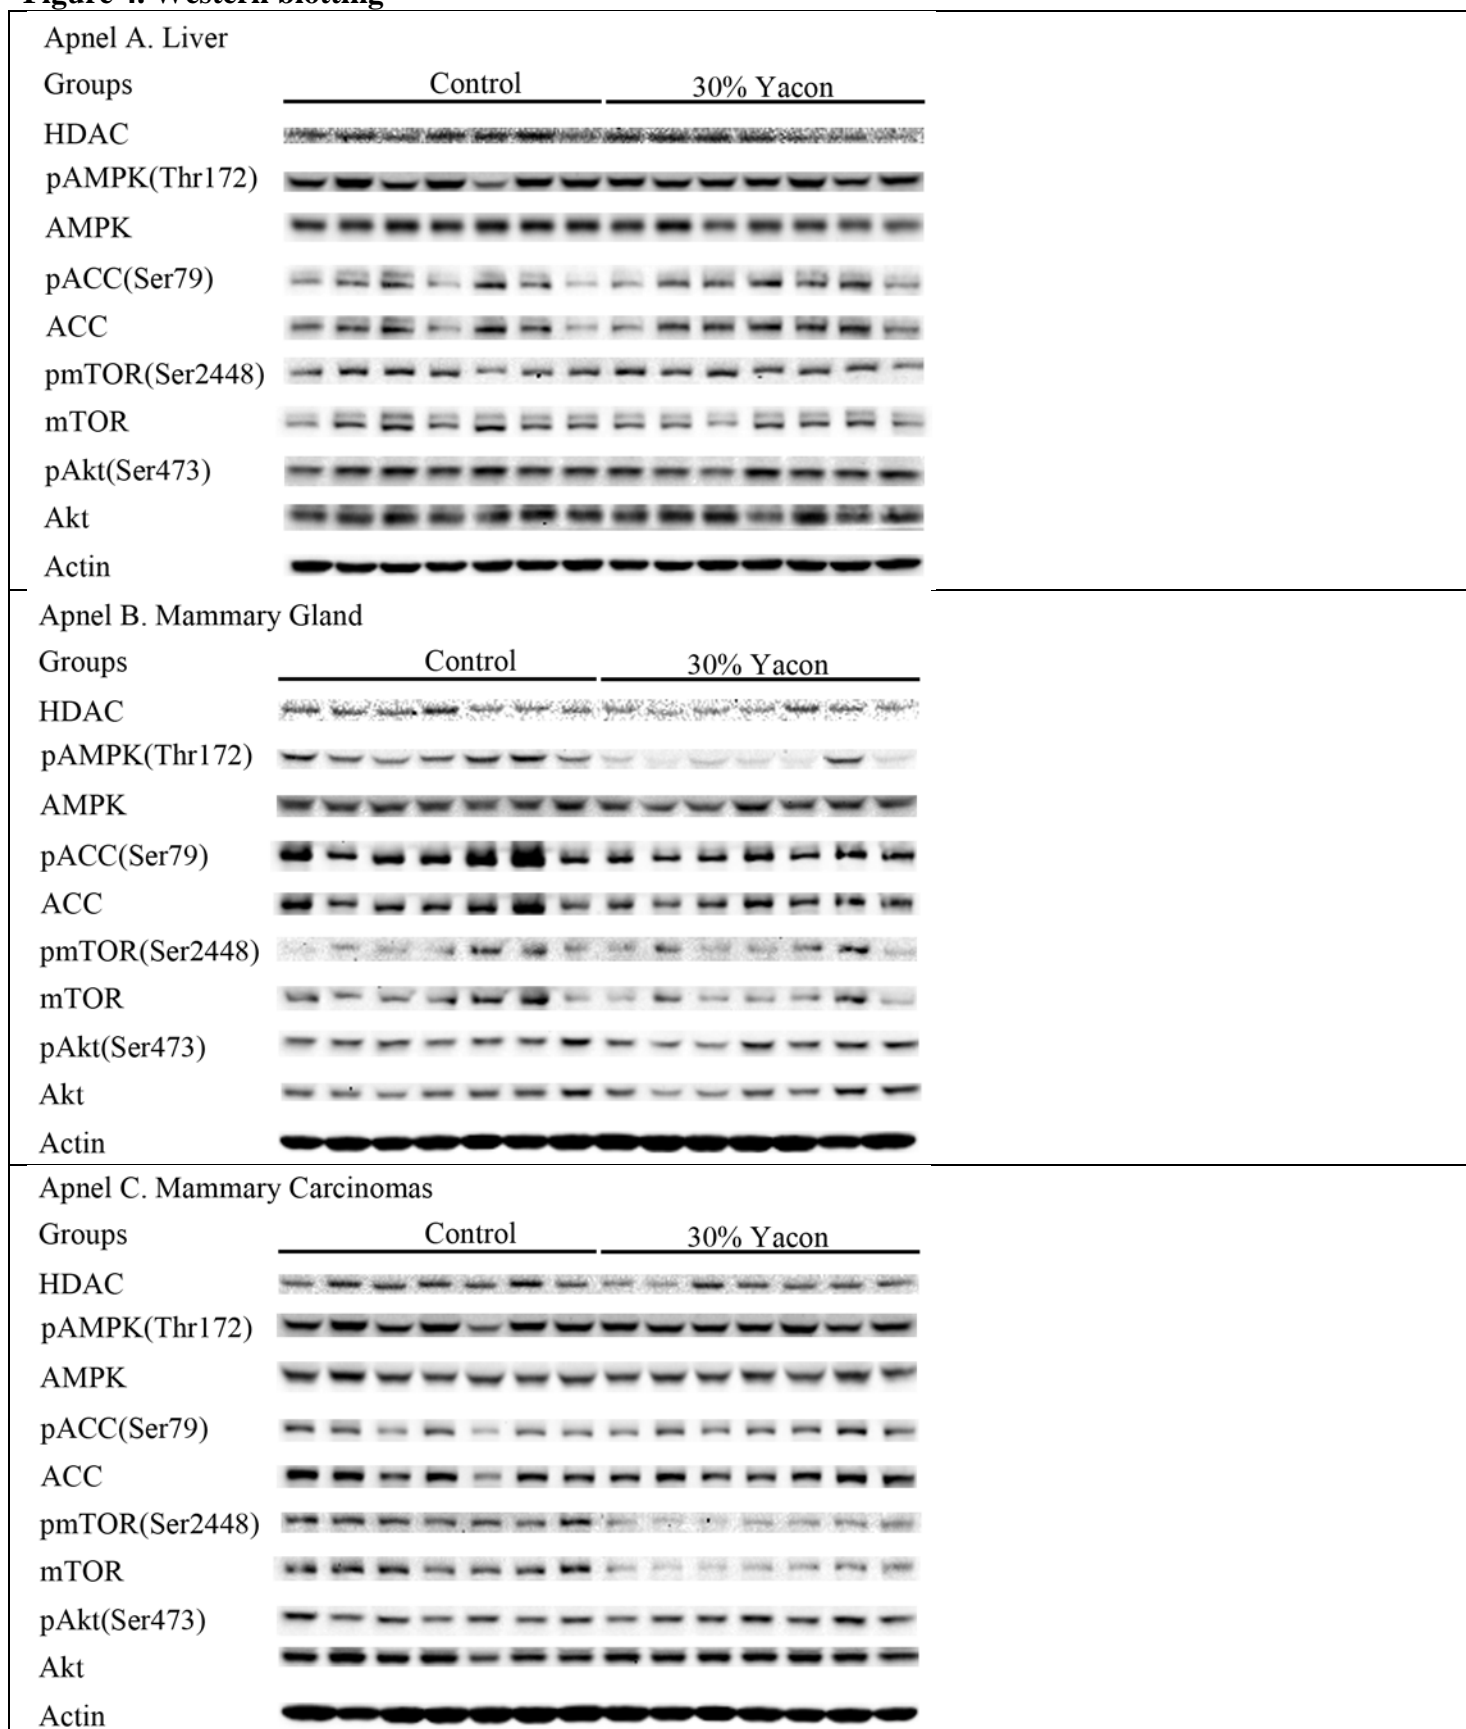 Figure 4. Western blotting
Apnel A. Liver
Groups Control 30% Yacon
HDAC
pAMPK(Thr172)
AMPK
pACC(Ser79)
ACC
pmTOR(Ser2448)
mTOR
pAkt(Ser473)
Akt
Actin
Apnel B. Mammary Gland
Groups Control 30% Yacon
HDAC
pAMPK(Thr172)
AMPK
pACC(Ser79)
ACC
pmTOR(Ser2448)
mTOR
pAkt(Ser473)
Akt
Actin
Apnel C. Mammary Carcinomas
Groups Control 30% Yacon
HDAC
pAMPK(Thr172)
AMPK
pACC(Ser79)
ACC
pmTOR(Ser2448)
mTOR
pAkt(Ser473)
Akt
Actin